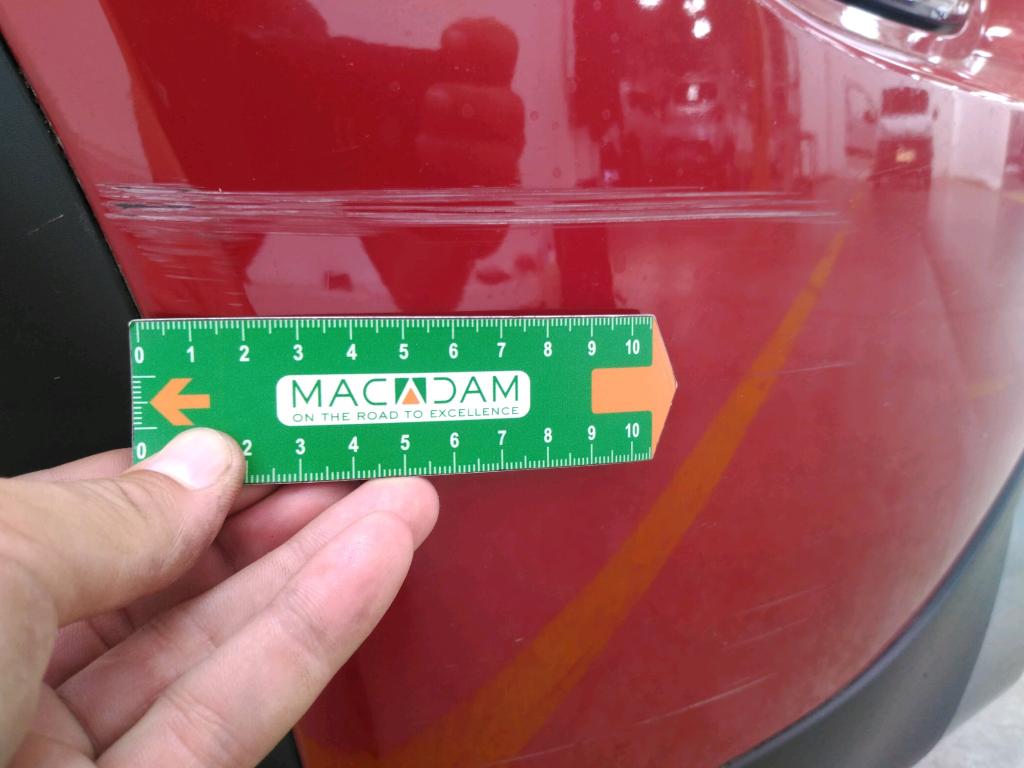 0 1 2 3 4 5 6 7 8 9 10
MACADAM
ON THE ROAD TO EXCELLENCE
0 2 3 4 5 6 7 8 9 10